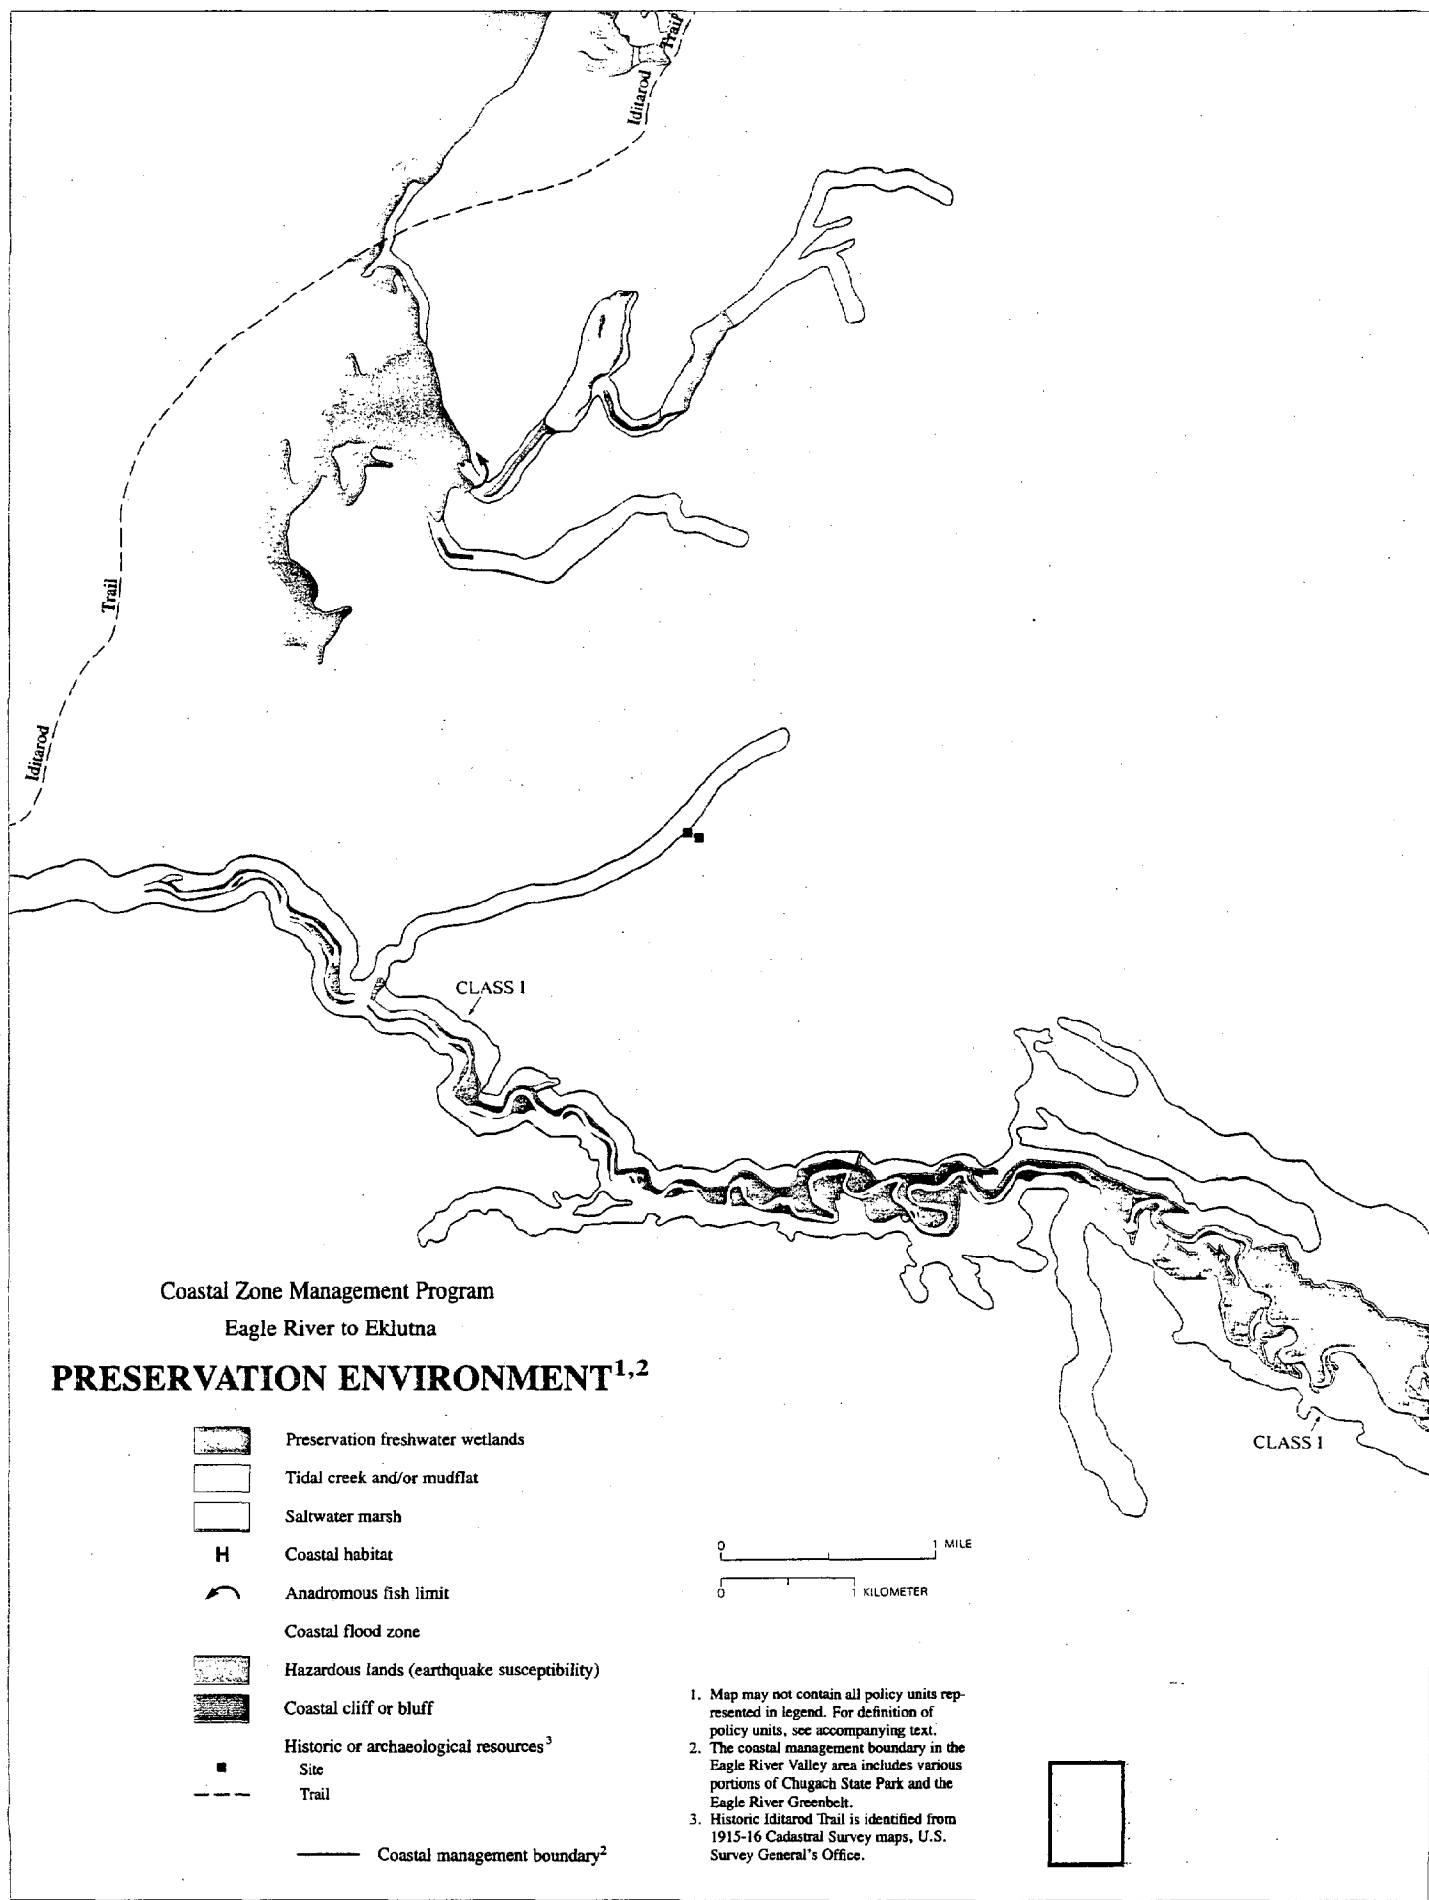 Trail
Iditarod
Trail
Iditarod
CLASS 1
CLASS 1
Coastal Zone Management Program
Eagle River to Eklutna
PRESERVATION ENVIRONMENT1,2
Preservation freshwater wetlands
Tidal creek and/or mudflat
Saltwater marsh
H Coastal habitat
Anadromous fish limit
Coastal flood zone
Hazardous lands (earthquake susceptibility)
Coastal cliff or bluff
Historic or archaeological resources3
Site
Trail
Coastal management boundary2
0 1 MILE
0 1 KILOMETER
1. Map may not contain all policy units rep-
resented in legend. For definition of
policy units, see accompanying text.
2. The coastal management boundary in the
Eagle River Valley area includes various
portions of Chugach State Park and the
Eagle River Greenbelt.
3. Historic Iditarod Trail is identified from
1915-16 Cadastral Survey maps, U.S.
Survey General's Office.